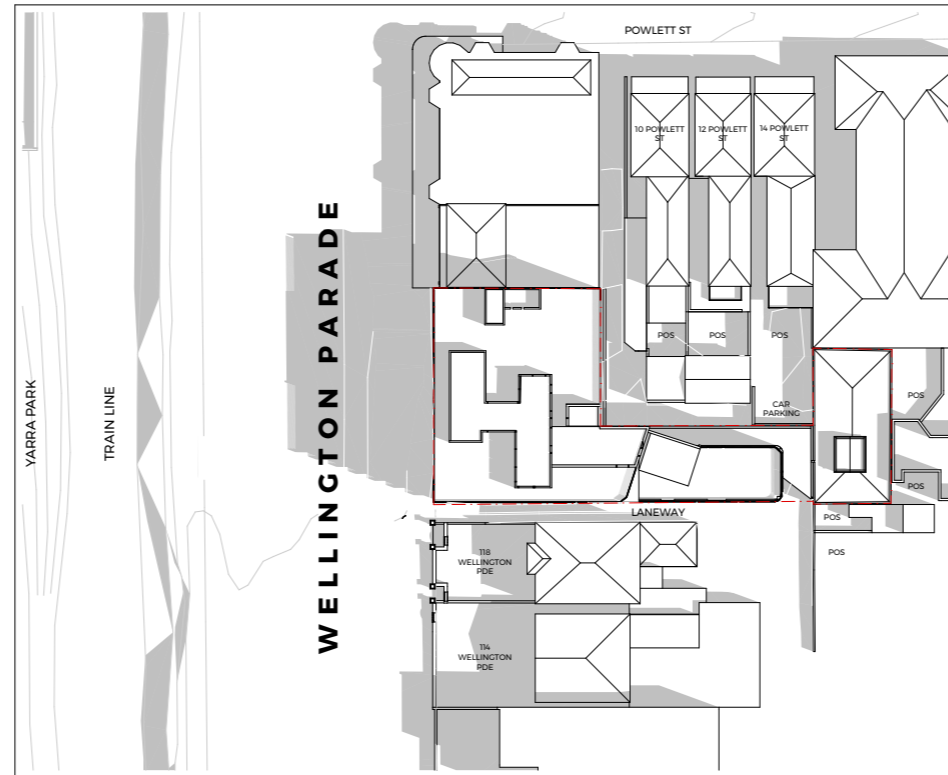 POWLETT ST
10 POWLETT
ST
12 POWLETT
ST
14 POWLETT
ST
WELLINGTON PARADE
YARRA PARK
TRAIN LINE
POS
POS
POS
CAR
PARKING
POS
POS
LANEWAY
POS
POS
118
WELLINGTON
PDE
114
WELLINGTON
PDE